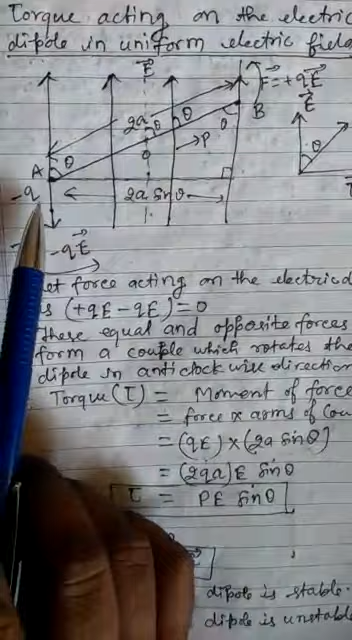 Torque acting on the electric
dipole in uniform electric field
E
F = +qE
2a θ θ θ B E
θ P θ
A θ
-q 2a sinθ
-qE
et force acting on the electricd
is (+qE - qE) = 0
These equal and opposite forces
form a couple which rotates the
dipole in anticlock wise direction
Torque (τ) = Moment of force
= force x arms of Cou
= (qE) x (2a sinθ)
= (2qa) E sinθ
τ = PE sinθ
dipole is stable.
dipole is unstabl